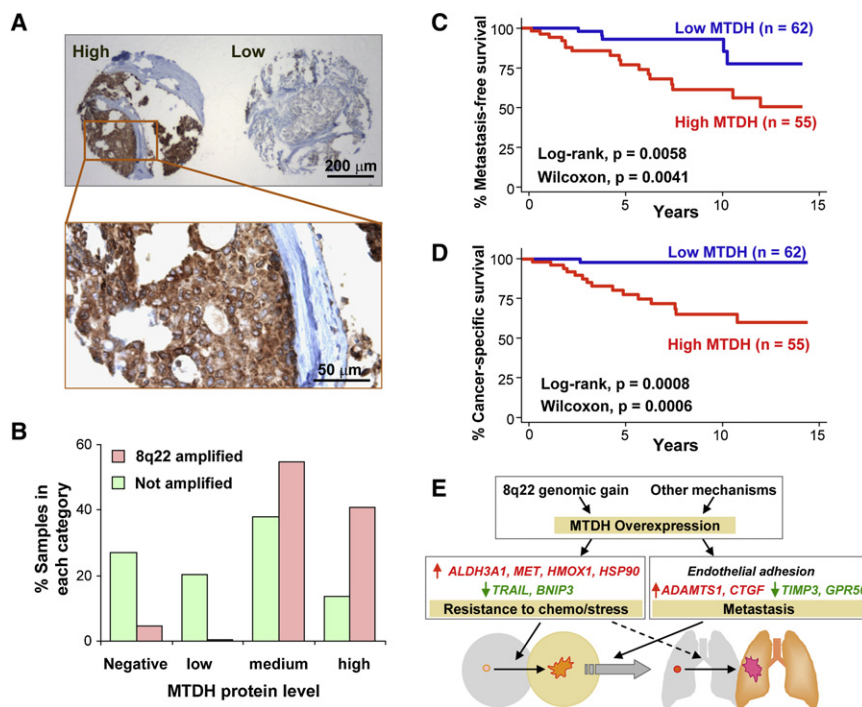 A
High
Low
200 μm
50 μm
B
60
40
20
0
% Samples in
each category
8q22 amplified
Not amplified
Negative
low
medium
high
MTDH protein level
C
100
75
50
25
0
% Metastasis-free survival
Low MTDH (n = 62)
High MTDH (n = 55)
Log-rank, p = 0.0058
Wilcoxon, p = 0.0041
0
5
10
15
Years
D
100
75
50
25
0
% Cancer-specific survival
Low MTDH (n = 62)
High MTDH (n = 55)
Log-rank, p = 0.0008
Wilcoxon, p = 0.0006
0
5
10
15
Years
E
8q22 genomic gain
Other mechanisms
MTDH Overexpression
ALDH3A1, MET, HMOX1, HSP90
TRAIL, BNIP3
Resistance to chemo/stress
Endothelial adhesion
ADAMTS1, CTGF TIMP3,
Metastasis